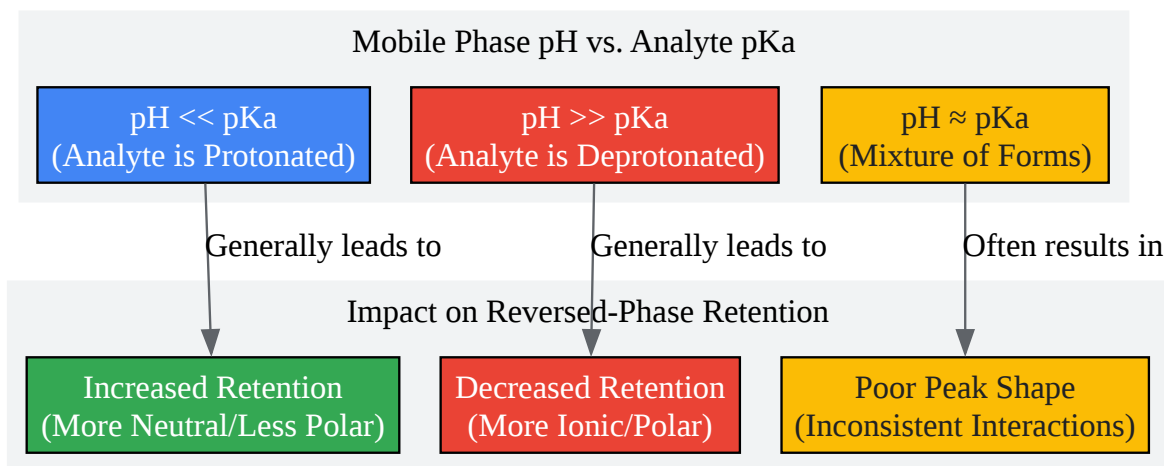 Mobile Phase pH vs. Analyte pKa
pH << pKa
(Analyte is Protonated)
pH >> pKa
(Analyte is Deprotonated)
pH ≈ pKa
(Mixture of Forms)
Generally leads to
Generally leads to
Often results in
Impact on Reversed-Phase Retention
Increased Retention
(More Neutral/Less Polar)
Decreased Retention
(More Ionic/Polar)
Poor Peak Shape
(Inconsistent Interactions)